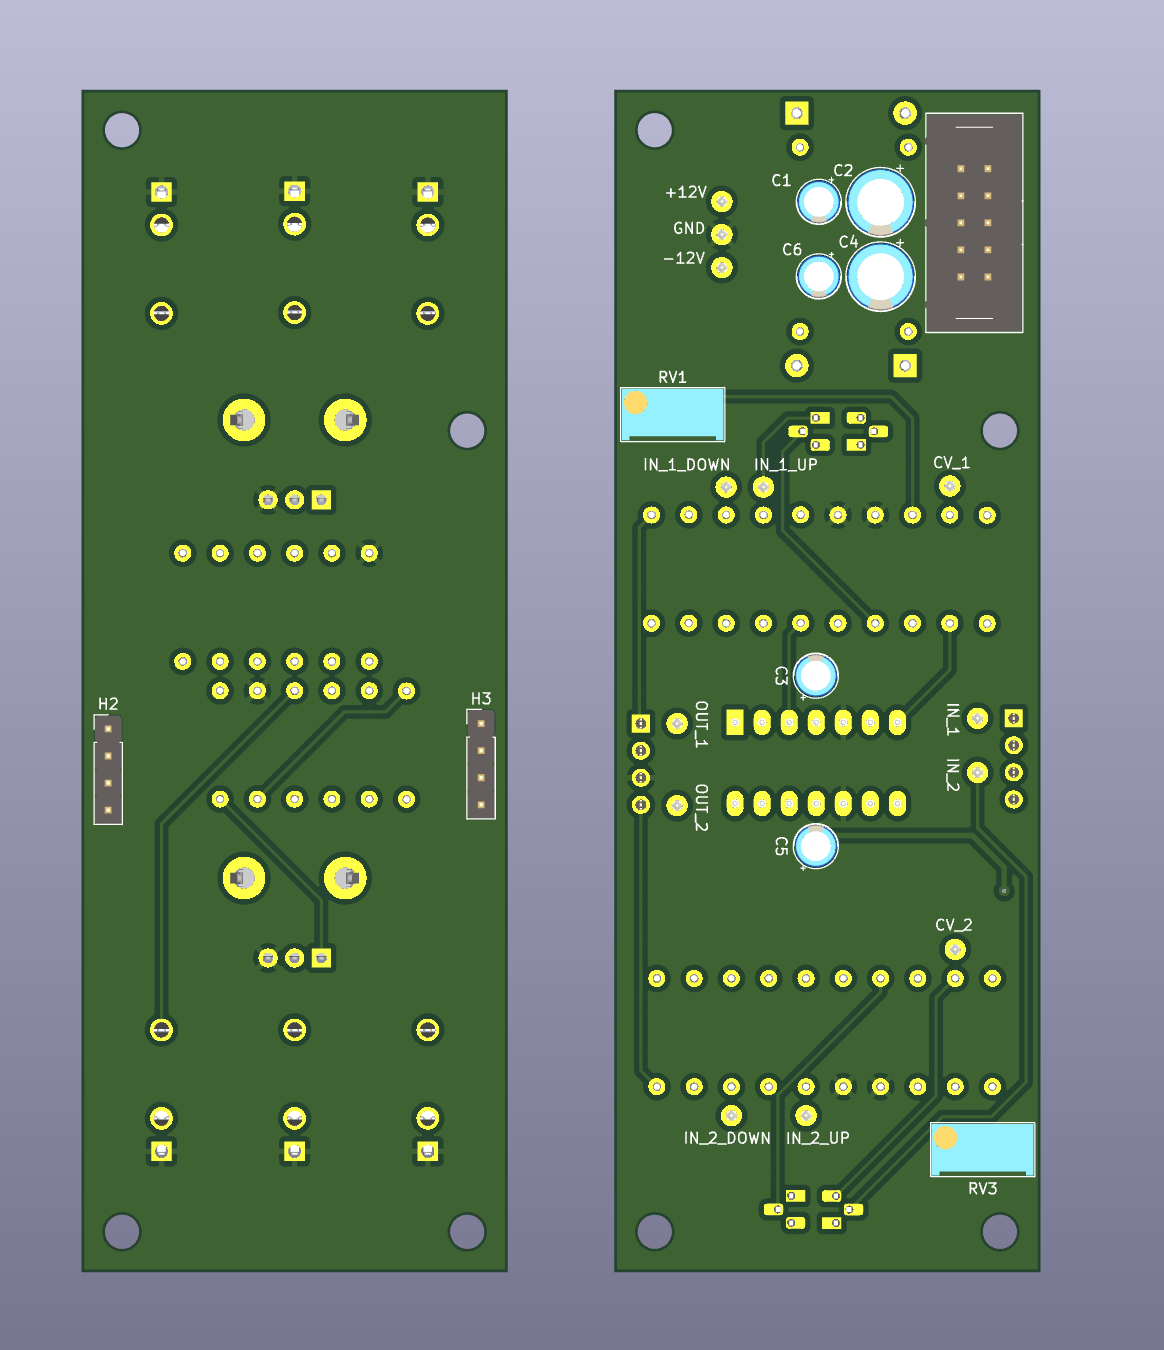 C1
C2
+12V
GND
-12V
C6
C4
RV1
IN_1_DOWN
IN_1_UP
CV_1
C3
H2
H3
OUT_1
IN_1
OUT_2
IN_2
C5
CV_2
IN_2_DOWN
IN_2_UP
RV3